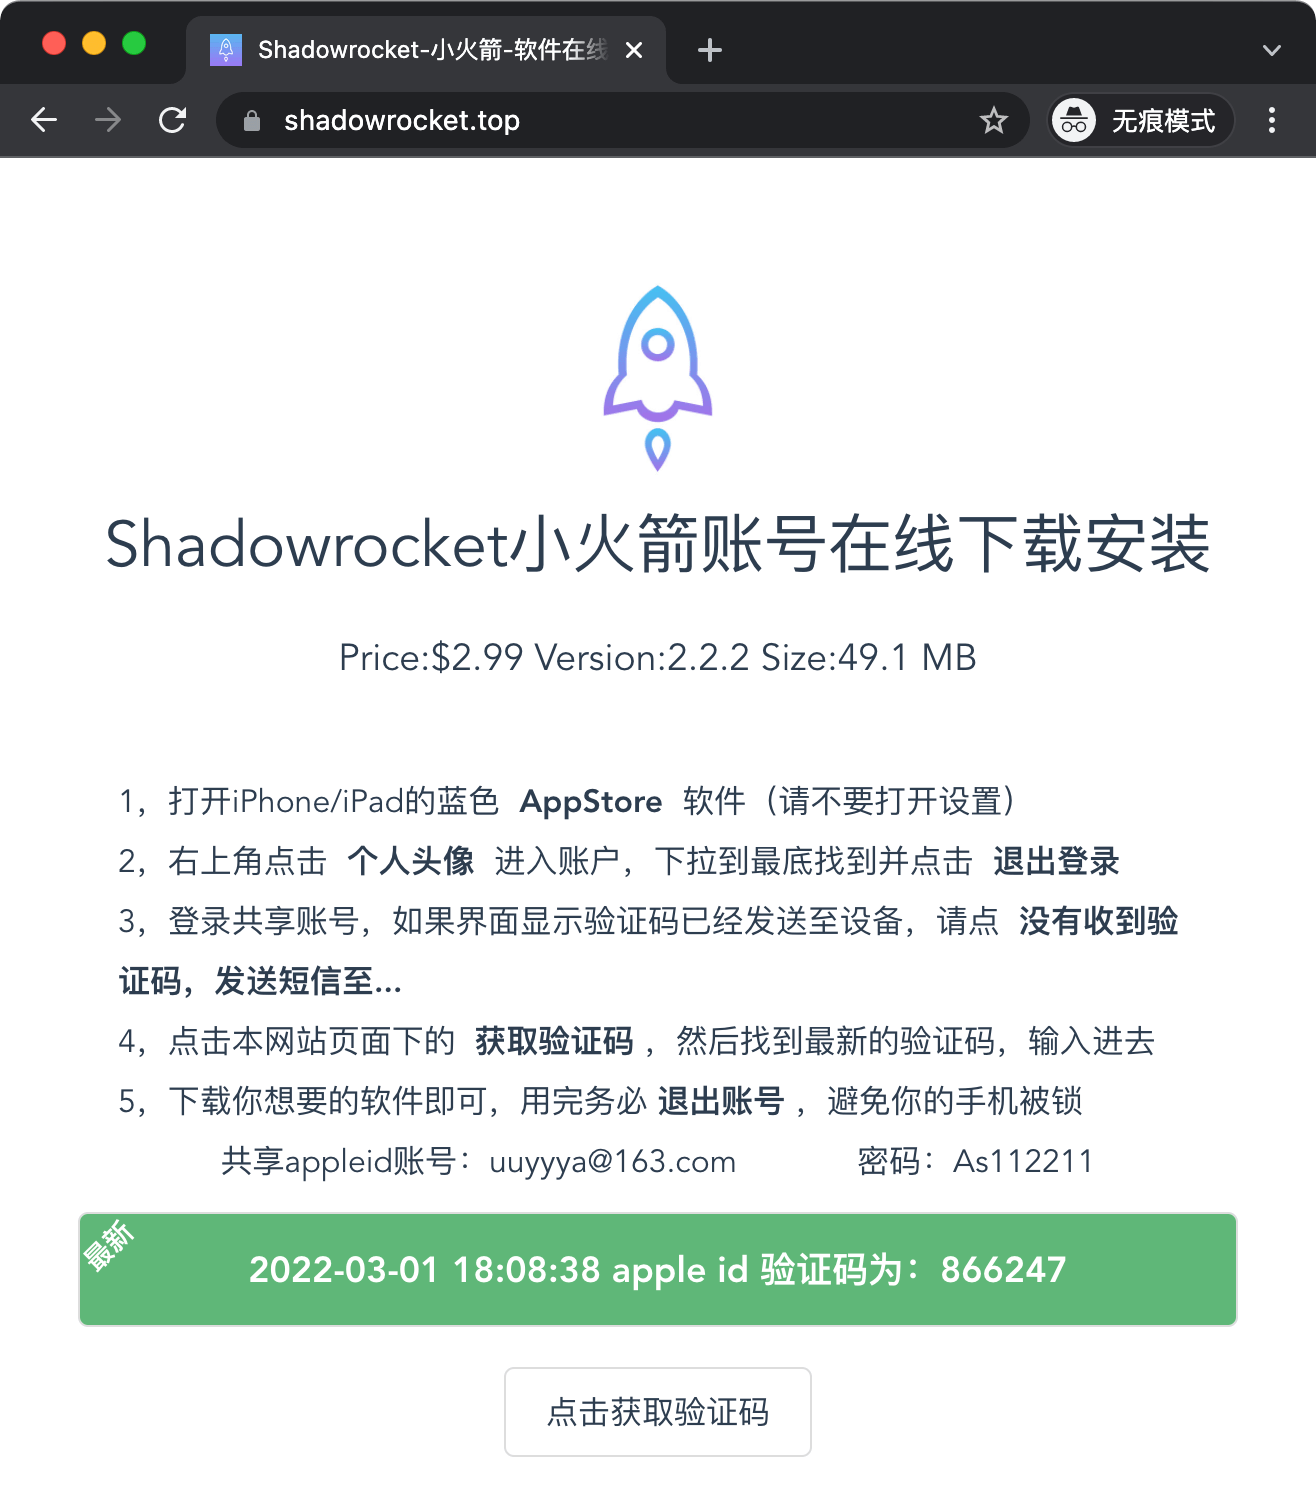 Shadowrocket-小火箭-软件在线
shadowrocket.top
无痕模式
Shadowrocket小火箭账号在线下载安装
Price:$2.99 Version:2.2.2 Size:49.1 MB
1，打开iPhone/iPad的蓝色 AppStore 软件（请不要打开设置）
2，右上角点击 个人头像 进入账户，下拉到最底找到并点击 退出登录
3，登录共享账号，如果界面显示验证码已经发送至设备，请点 没有收到验
证码，发送短信至...
4，点击本网站页面下的 获取验证码 ，然后找到最新的验证码，输入进去
5，下载你想要的软件即可，用完务必 退出账号 ，避免你的手机被锁
共享appleid账号：uuyyya@163.com 密码：As112211
最新
2022-03-01 18:08:38 apple id 验证码为：866247
点击获取验证码